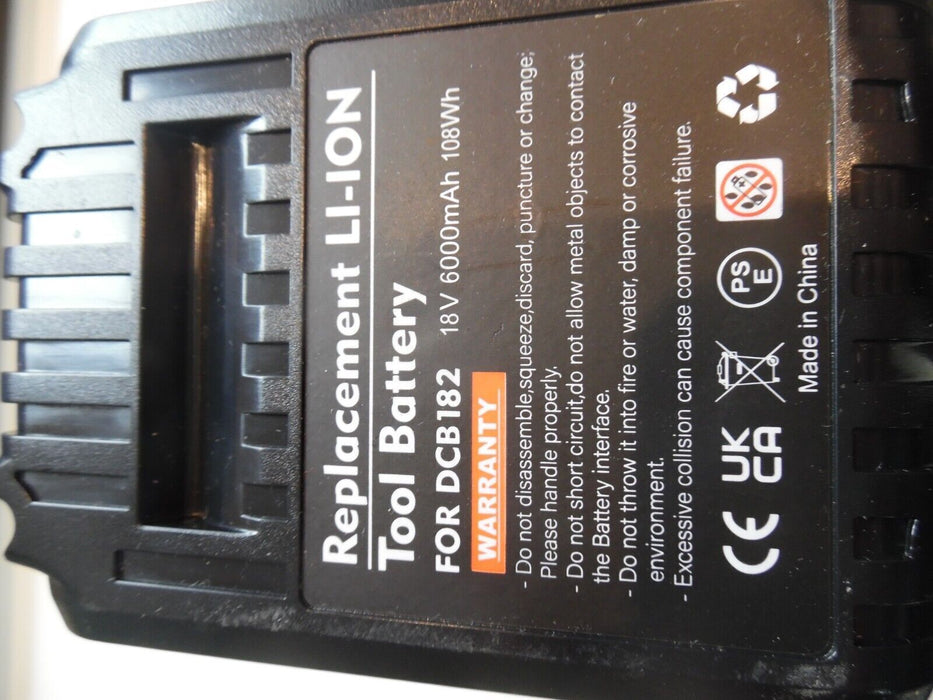 Replacement LI-ION
Tool Battery
FOR DCB182 18V 6000mAh 108Wh
WARRANTY
- Do not disassemble,squeeze,discard, puncture or change;
Please handle properly.
- Do not short circuit,do not allow metal objects to contact
the Battery Interface.
- Do not throw it into fire or water, damp or corrosive
environment.
- Excessive collision can cause component failure.
CE UK CA PS E
Made in China